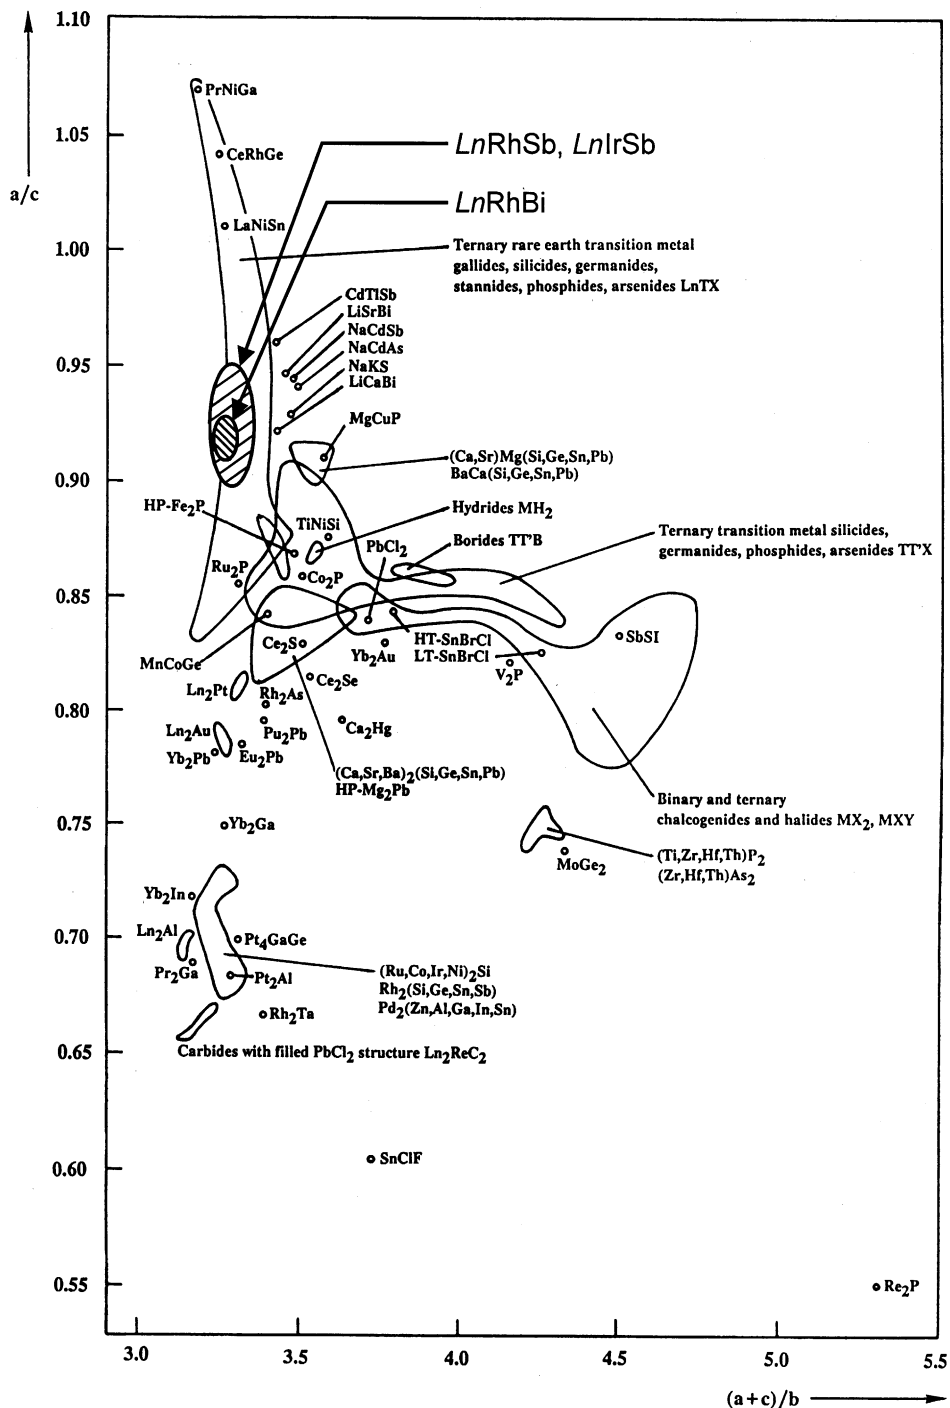 1.10
PrNiGa
1.05
LnRhSb, LnIrSb
CeRhGe
a/c
LnRhBi
LaNiSn
1.00
Ternary rare earth transition metal
gallides, silicides, germanides,
stannides, phosphides, arsenides LnTX
CdTlSb
LiSrBi
NaCdSb
NaCdAs
NaKS
LiCaBi
0.95
MgCuP
(Ca,Sr)Mg(Si,Ge,Sn,Pb)
BaCa(Si,Ge,Sn,Pb)
0.90
HP-Fe₂P
TiNiSi
Hydrides MH₂
PbCl₂
Borides TT'B
Ternary transition metal silicides,
germanides, phosphides, arsenides TT'X
Ru₂P
Co₂P
0.85
HT-SnBrCl
LT-SnBrCl
SbSI
MnCoGe
Ce₂S
Yb₂Au
V₂P
Ln₂Pt
Ce₂Se
Rh₂As
0.80
Ln₂Au
Pu₂Pb
Ca₂Hg
Yb₂Pb
Eu₂Pb
(Ca,Sr,Ba)₂(Si,Ge,Sn,Pb)
HP-Mg₂Pb
Binary and ternary
chalcogenides and halides MX₂, MXY
0.75
Yb₂Ga
MoGe₂
(Ti,Zr,Hf,Th)P₂
(Zr,Hf,Th)As₂
Yb₂In
Ln₂Al
0.70
Pt₄GaGe
Pr₂Ga
Pt₂Al
(Ru,Co,Ir,Ni)₂Si
Rh₂(Si,Ge,Sn,Sb)
Pd₂(Zn,Al,Ga,In,Sn)
Rh₂Ta
0.65
Carbides with filled PbCl₂ structure Ln₂ReC₂
0.60
SnClF
0.55
Re₂P
3.0 3.5 4.0 4.5 5.0 5.5
(a+c)/b